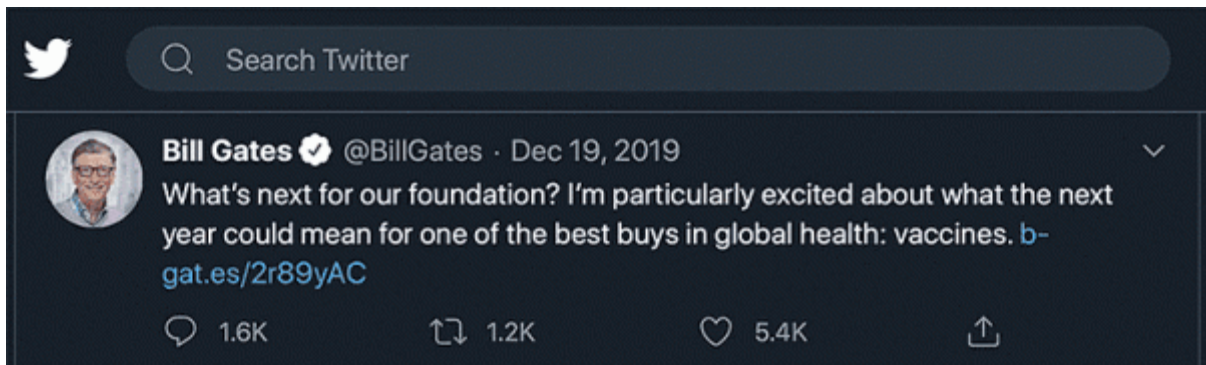 Search Twitter
Bill Gates @BillGates · Dec 19, 2019
What's next for our foundation? I'm particularly excited about what the next
year could mean for one of the best buys in global health: vaccines. b-
gat.es/2r89yAC
1.6K 1.2K 5.4K